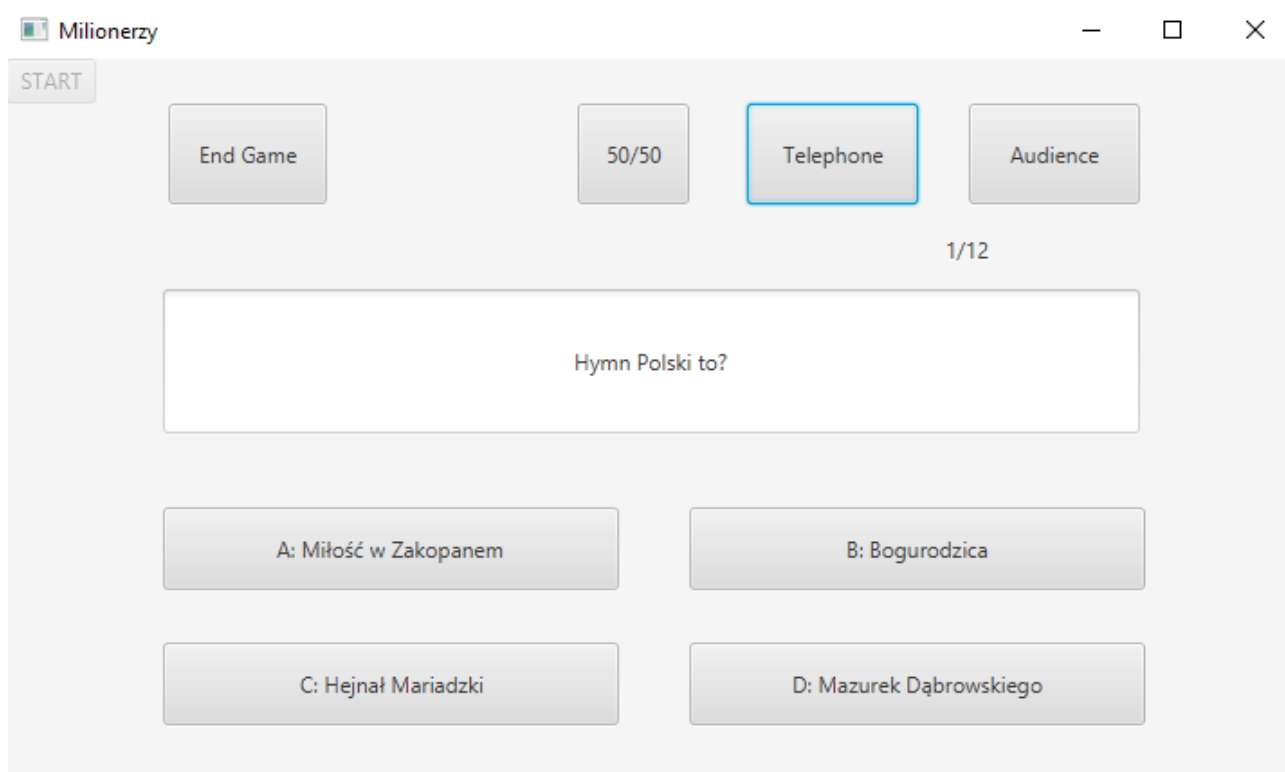 Milionerzy
START
End Game
50/50
Telephone
Audience
1/12
Hymn Polski to?
A: Miłość w Zakopanem
B: Bogurodzica
C: Hejnał Mariadzki
D: Mazurek Dąbrowskiego